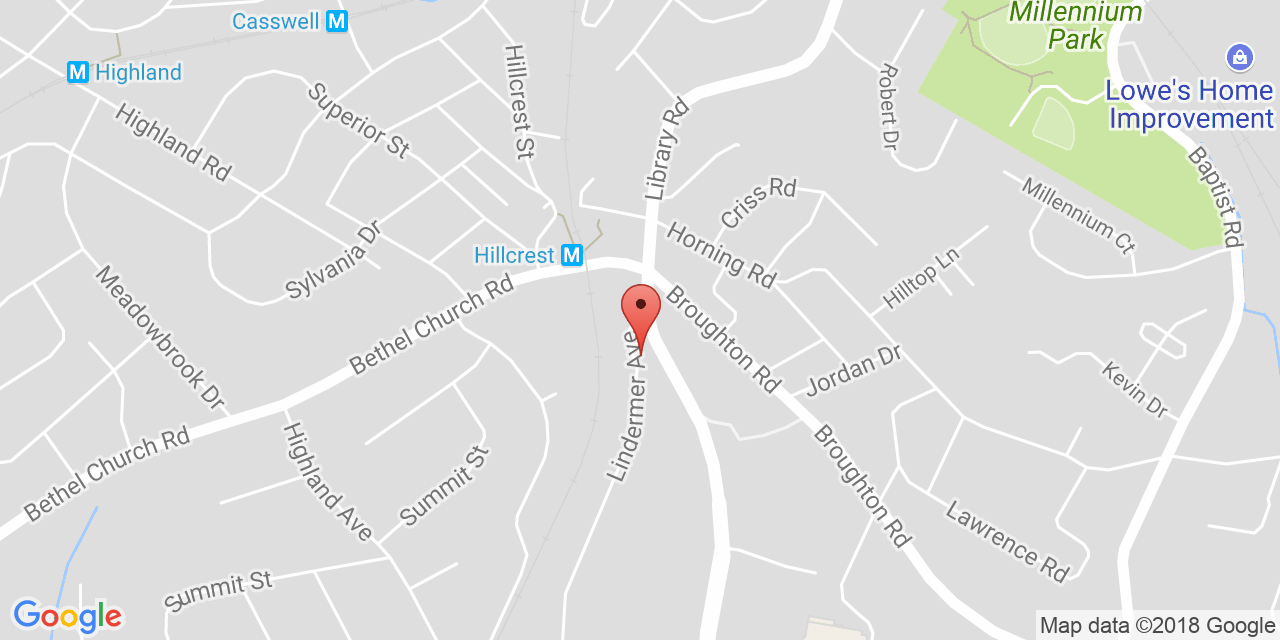 Millennium
Park
Casswell M
M Highland
Lowe's Home
Improvement
Hillcrest St
Robert Dr
Superior St
Highland Rd
Library Rd
Baptist Rd
Criss Rd
Millennium Ct
Sylvania Dr
Horning Rd
Hillcrest M
Hilltop Ln
Meadowbrook Dr
Bethel Church Rd
Broughton Rd
Lindermer Ave
Jordan Dr
Kevin Dr
Bethel Church Rd
Highland Ave
Summit St
Broughton Rd
Lawrence Rd
Summit St
Google
Map data ©2018 Google